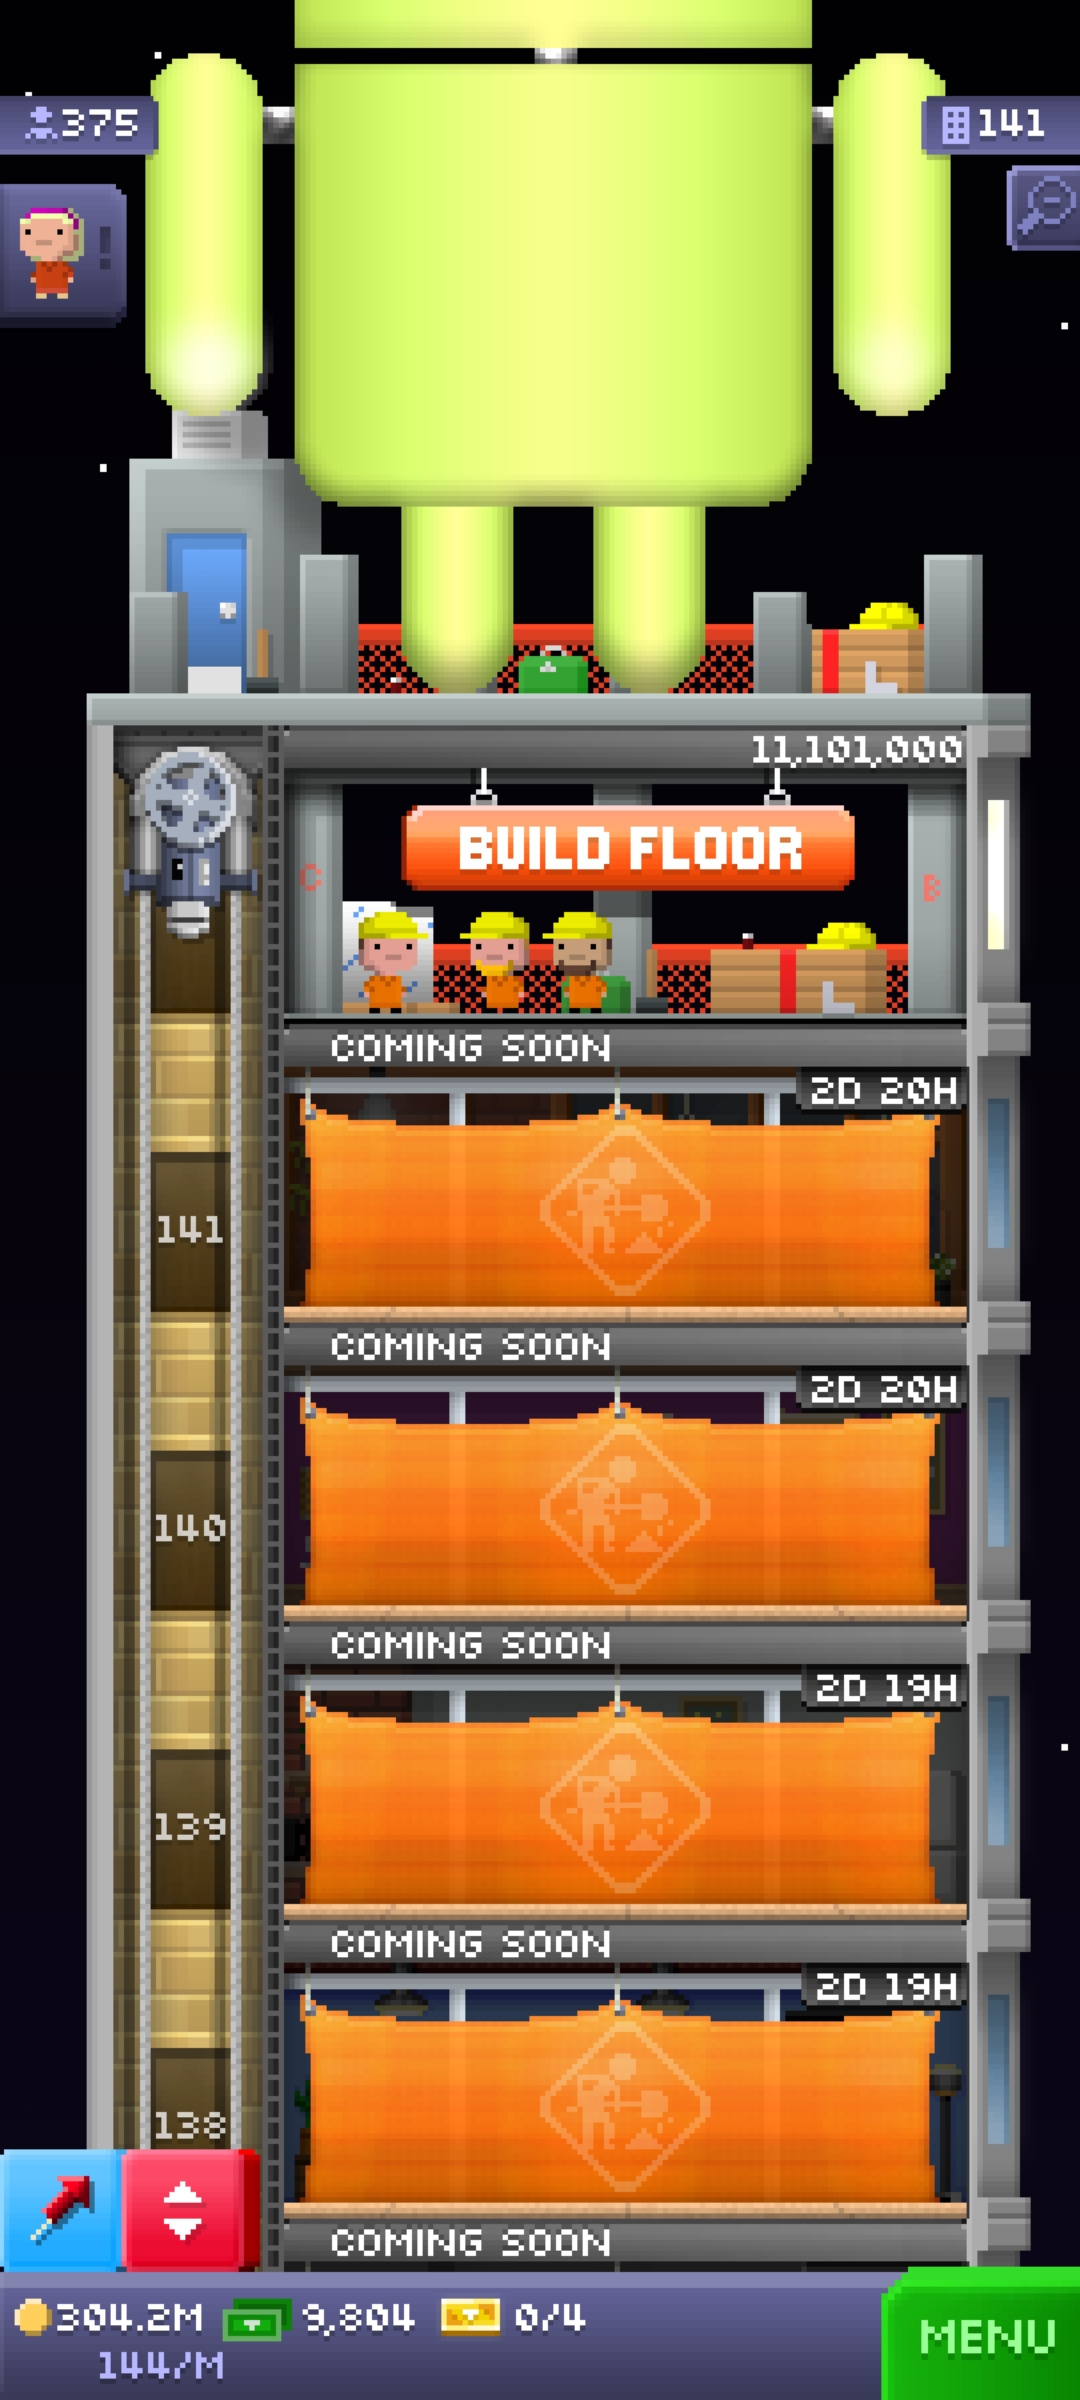 375
141
!
11,101,000
BUILD FLOOR
C
B
COMING SOON
2D 20H
141
COMING SOON
2D 20H
140
COMING SOON
2D 19H
139
COMING SOON
2D 19H
138
COMING SOON
304.2M 9,804 0/4
144/M
MENU